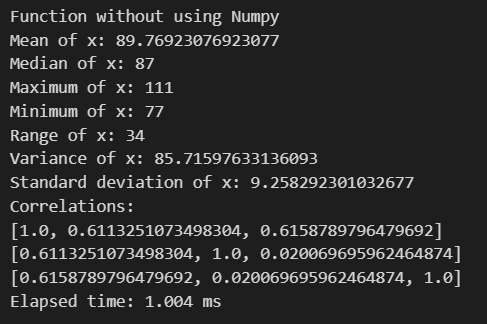 Function without using Numpy
Mean of x: 89.76923076923077
Median of x: 87
Maximum of x: 111
Minimum of x: 77
Range of x: 34
Variance of x: 85.71597633136093
Standard deviation of x: 9.258292301032677
Correlations:
[1.0, 0.6113251073498304, 0.6158789796479692]
[0.6113251073498304, 1.0, 0.020069695962464874]
[0.6158789796479692, 0.020069695962464874, 1.0]
Elapsed time: 1.004 ms